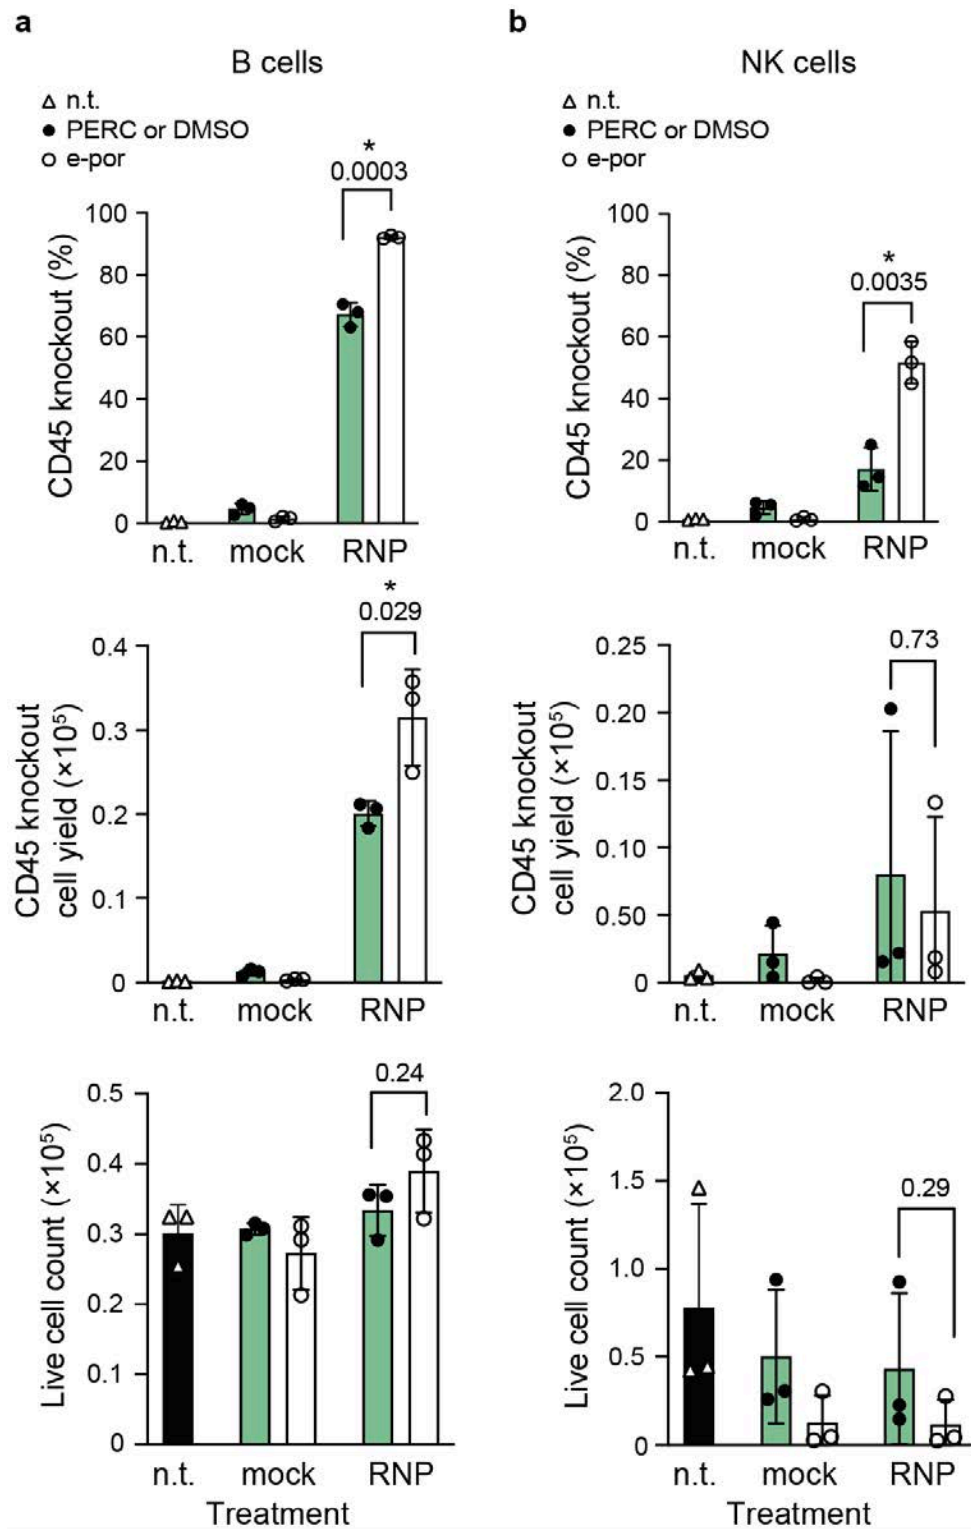 a
B cells
△ n.t.
● PERC or DMSO
○ e-por
*
0.0003
CD45 knockout (%)
100
80
60
40
20
0
n.t. mock RNP
*
0.029
CD45 knockout
cell yield (×10⁵)
0.4
0.3
0.2
0.1
0
n.t. mock RNP
0.24
Live cell count (×10⁵)
0.5
0.4
0.3
0.2
0.1
0
n.t. mock RNP
Treatment
b
NK cells
△ n.t.
● PERC or DMSO
○ e-por
*
0.0035
CD45 knockout (%)
100
80
60
40
20
0
n.t. mock RNP
0.73
CD45 knockout
cell yield (×10⁵)
0.25
0.20
0.15
0.10
0.50
0
n.t. mock RNP
0.29
Live cell count (×10⁵)
2.0
1.5
1.0
0.5
0
n.t. mock RNP
Treatment